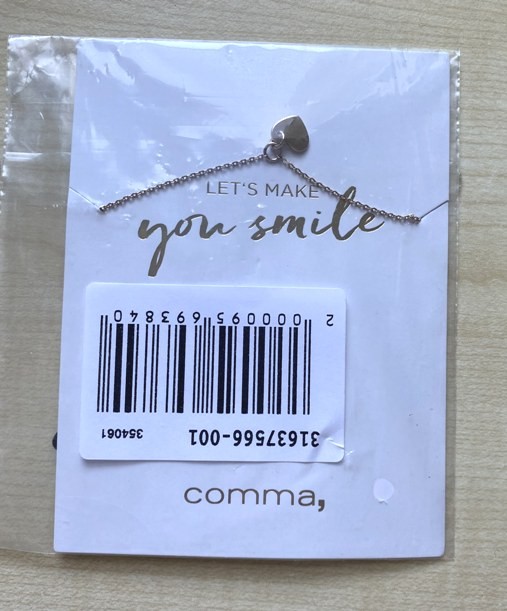 LET'S MAKE
you smile
31637566-001 354061
2 000095 693840
comma,